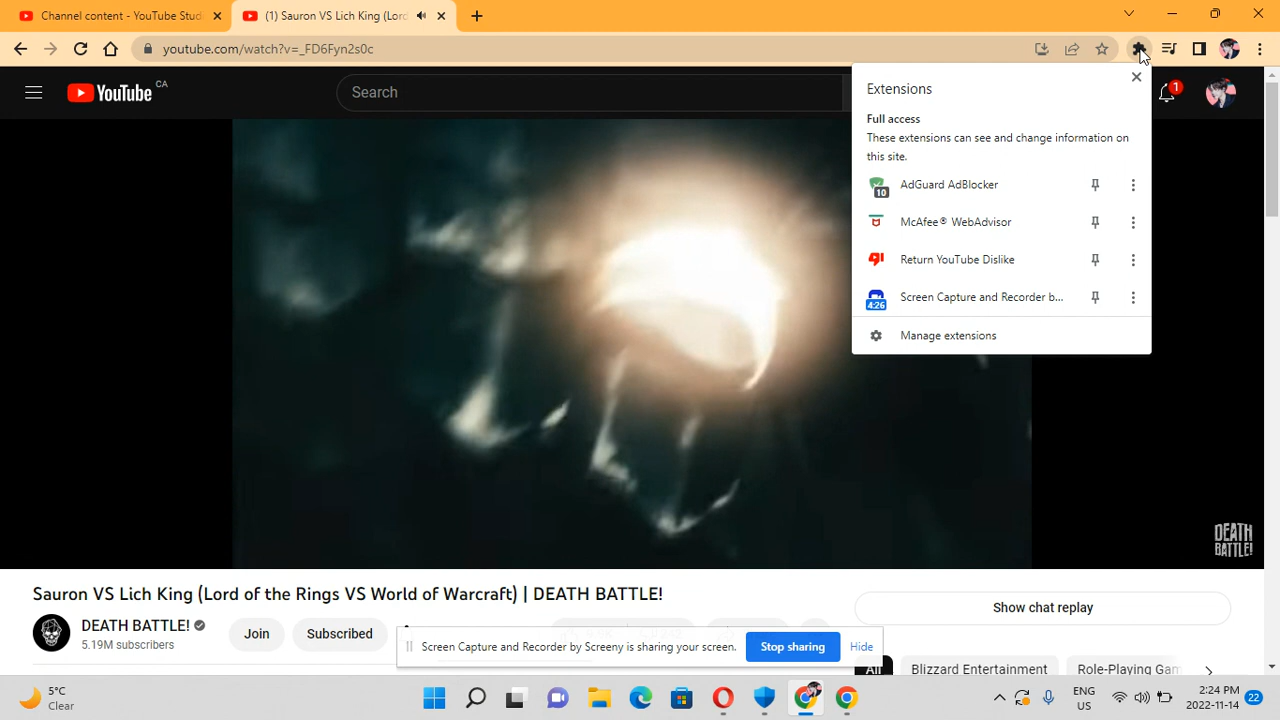 Channel content - YouTube Stud
(1) Sauron VS Lich King (Lord
youtube.com/watch?v=_FD6Fyn2s0c
YouTube CA
Search
1
Extensions
Full access
These extensions can see and change information on
this site.
AdGuard AdBlocker
10
McAfee® WebAdvisor
Return YouTube Dislike
Screen Capture and Recorder b...
4:26
Manage extensions
DEATH
BATTLE!
Sauron VS Lich King (Lord of the Rings VS World of Warcraft) | DEATH BATTLE!
DEATH BATTLE!
5.19M subscribers
Join
Subscribed
Show chat replay
Screen Capture and Recorder by Screeny is sharing your screen.
Stop sharing
Hide
All
Blizzard Entertainment
Role-Playing Gam
5°C
Clear
ENG
US
2:24 PM
2022-11-14
22